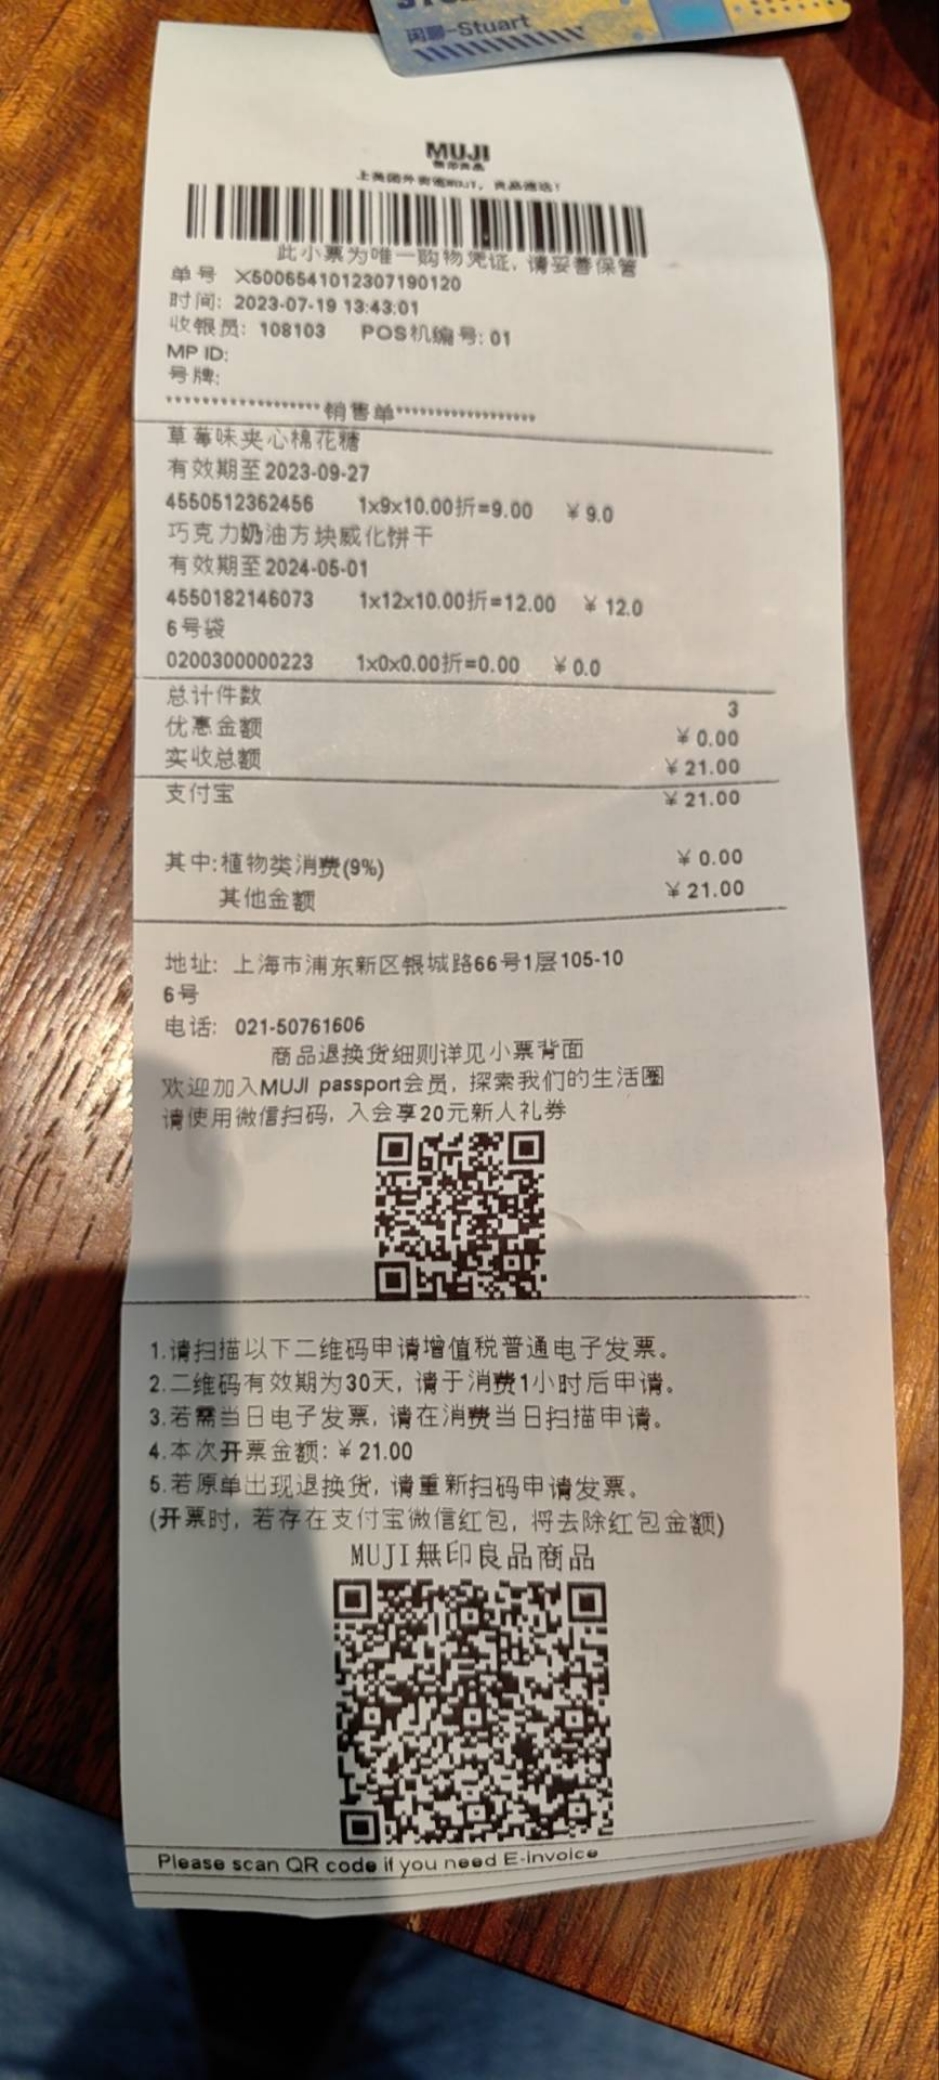 闲聊-Stuart
MUJI
無印良品
此小票为唯一购物凭证, 请妥善保管
单号 X5006541012307190120
时间: 2023-07-19 13:43:01
收银员: 108103 POS机编号: 01
MP ID:
号牌:
******************销售单******************
草莓味夹心棉花糖
有效期至2023-09-27
4550512362456 1x9x10.00折=9.00 ¥9.0
巧克力奶油方块威化饼干
有效期至2024-05-01
4550182146073 1x12x10.00折=12.00 ¥12.0
6号袋
0200300000223 1x0x0.00折=0.00 ¥0.0
总计件数 3
优惠金额 ¥0.00
实收总额 ¥21.00
支付宝 ¥21.00
其中:植物类消费(9%) ¥0.00
其他金额 ¥21.00
地址: 上海市浦东新区银城路66号1层105-10
6号
电话: 021-50761606
商品退换货细则详见小票背面
欢迎加入MUJI passport会员, 探索我们的生活圈
请使用微信扫码, 入会享20元新人礼券
1.请扫描以下二维码申请增值税普通电子发票。
2.二维码有效期为30天, 请于消费1小时后申请。
3.若需当日电子发票, 请在消费当日扫描申请。
4.本次开票金额: ¥21.00
5.若原单出现退换货, 请重新扫码申请发票。
(开票时, 若存在支付宝微信红包, 将去除红包金额)
MUJI無印良品商品
Please scan QR code if you need E-invoice